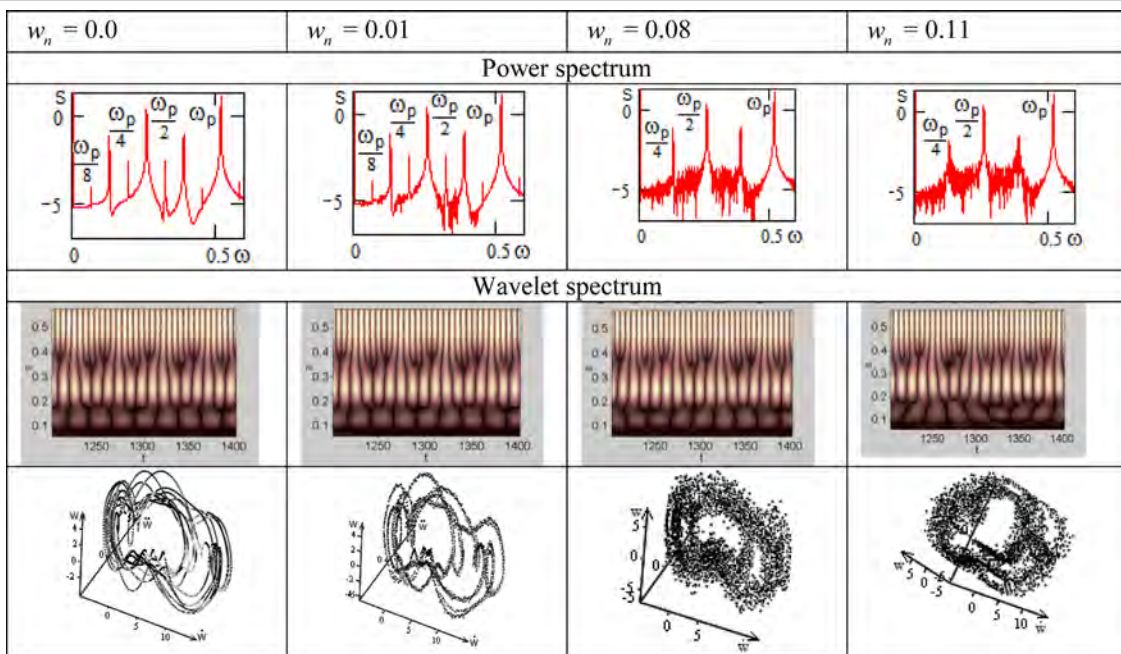 w_n = 0.0 w_n = 0.01 w_n = 0.08 w_n = 0.11
Power spectrum
S 0 −5 ω_p/8 ω_p/4 ω_p/2 ω_p 0 0.5 ω
S 0 −5 ω_p/8 ω_p/4 ω_p/2 ω_p 0 0.5 ω
S 0 −5 ω_p/4 ω_p/2 ω_p 0 0.5 ω
S 0 −5 ω_p/4 ω_p/2 ω_p 0 0.5 ω
Wavelet spectrum
0.5 0.4 0.3 0.2 0.1 1250 1300 1350 1400 t
0.5 0.4 0.3 0.2 0.1 1250 1300 1350 1400 t
0.5 0.4 0.3 0.2 0.1 1250 1300 1350 1400 t
0.5 0.4 0.3 0.2 0.1 1250 1300 1350 1400 t
w 4 2 0 -2 0 ẅ 0 5 10 ẇ
w 4 2 0 -2 0 ẅ 0 5 10 ẇ
5 0 -5 0 0 5 ẇ
5 0 -5 5 0 0 5 10